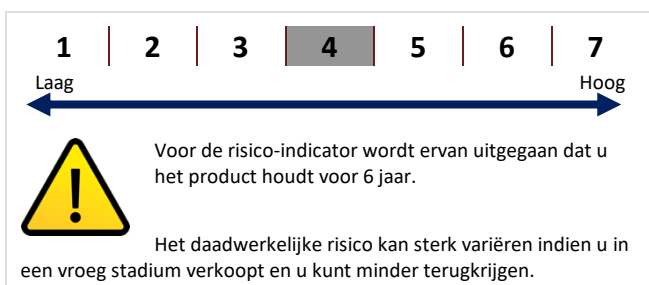 1 2 3 4 5 6 7
Laag Hoog
Voor de risico-indicator wordt ervan uitgegaan dat u
het product houdt voor 6 jaar.
Het daadwerkelijke risico kan sterk variëren indien u in
een vroeg stadium verkoopt en u kunt minder terugkrijgen.